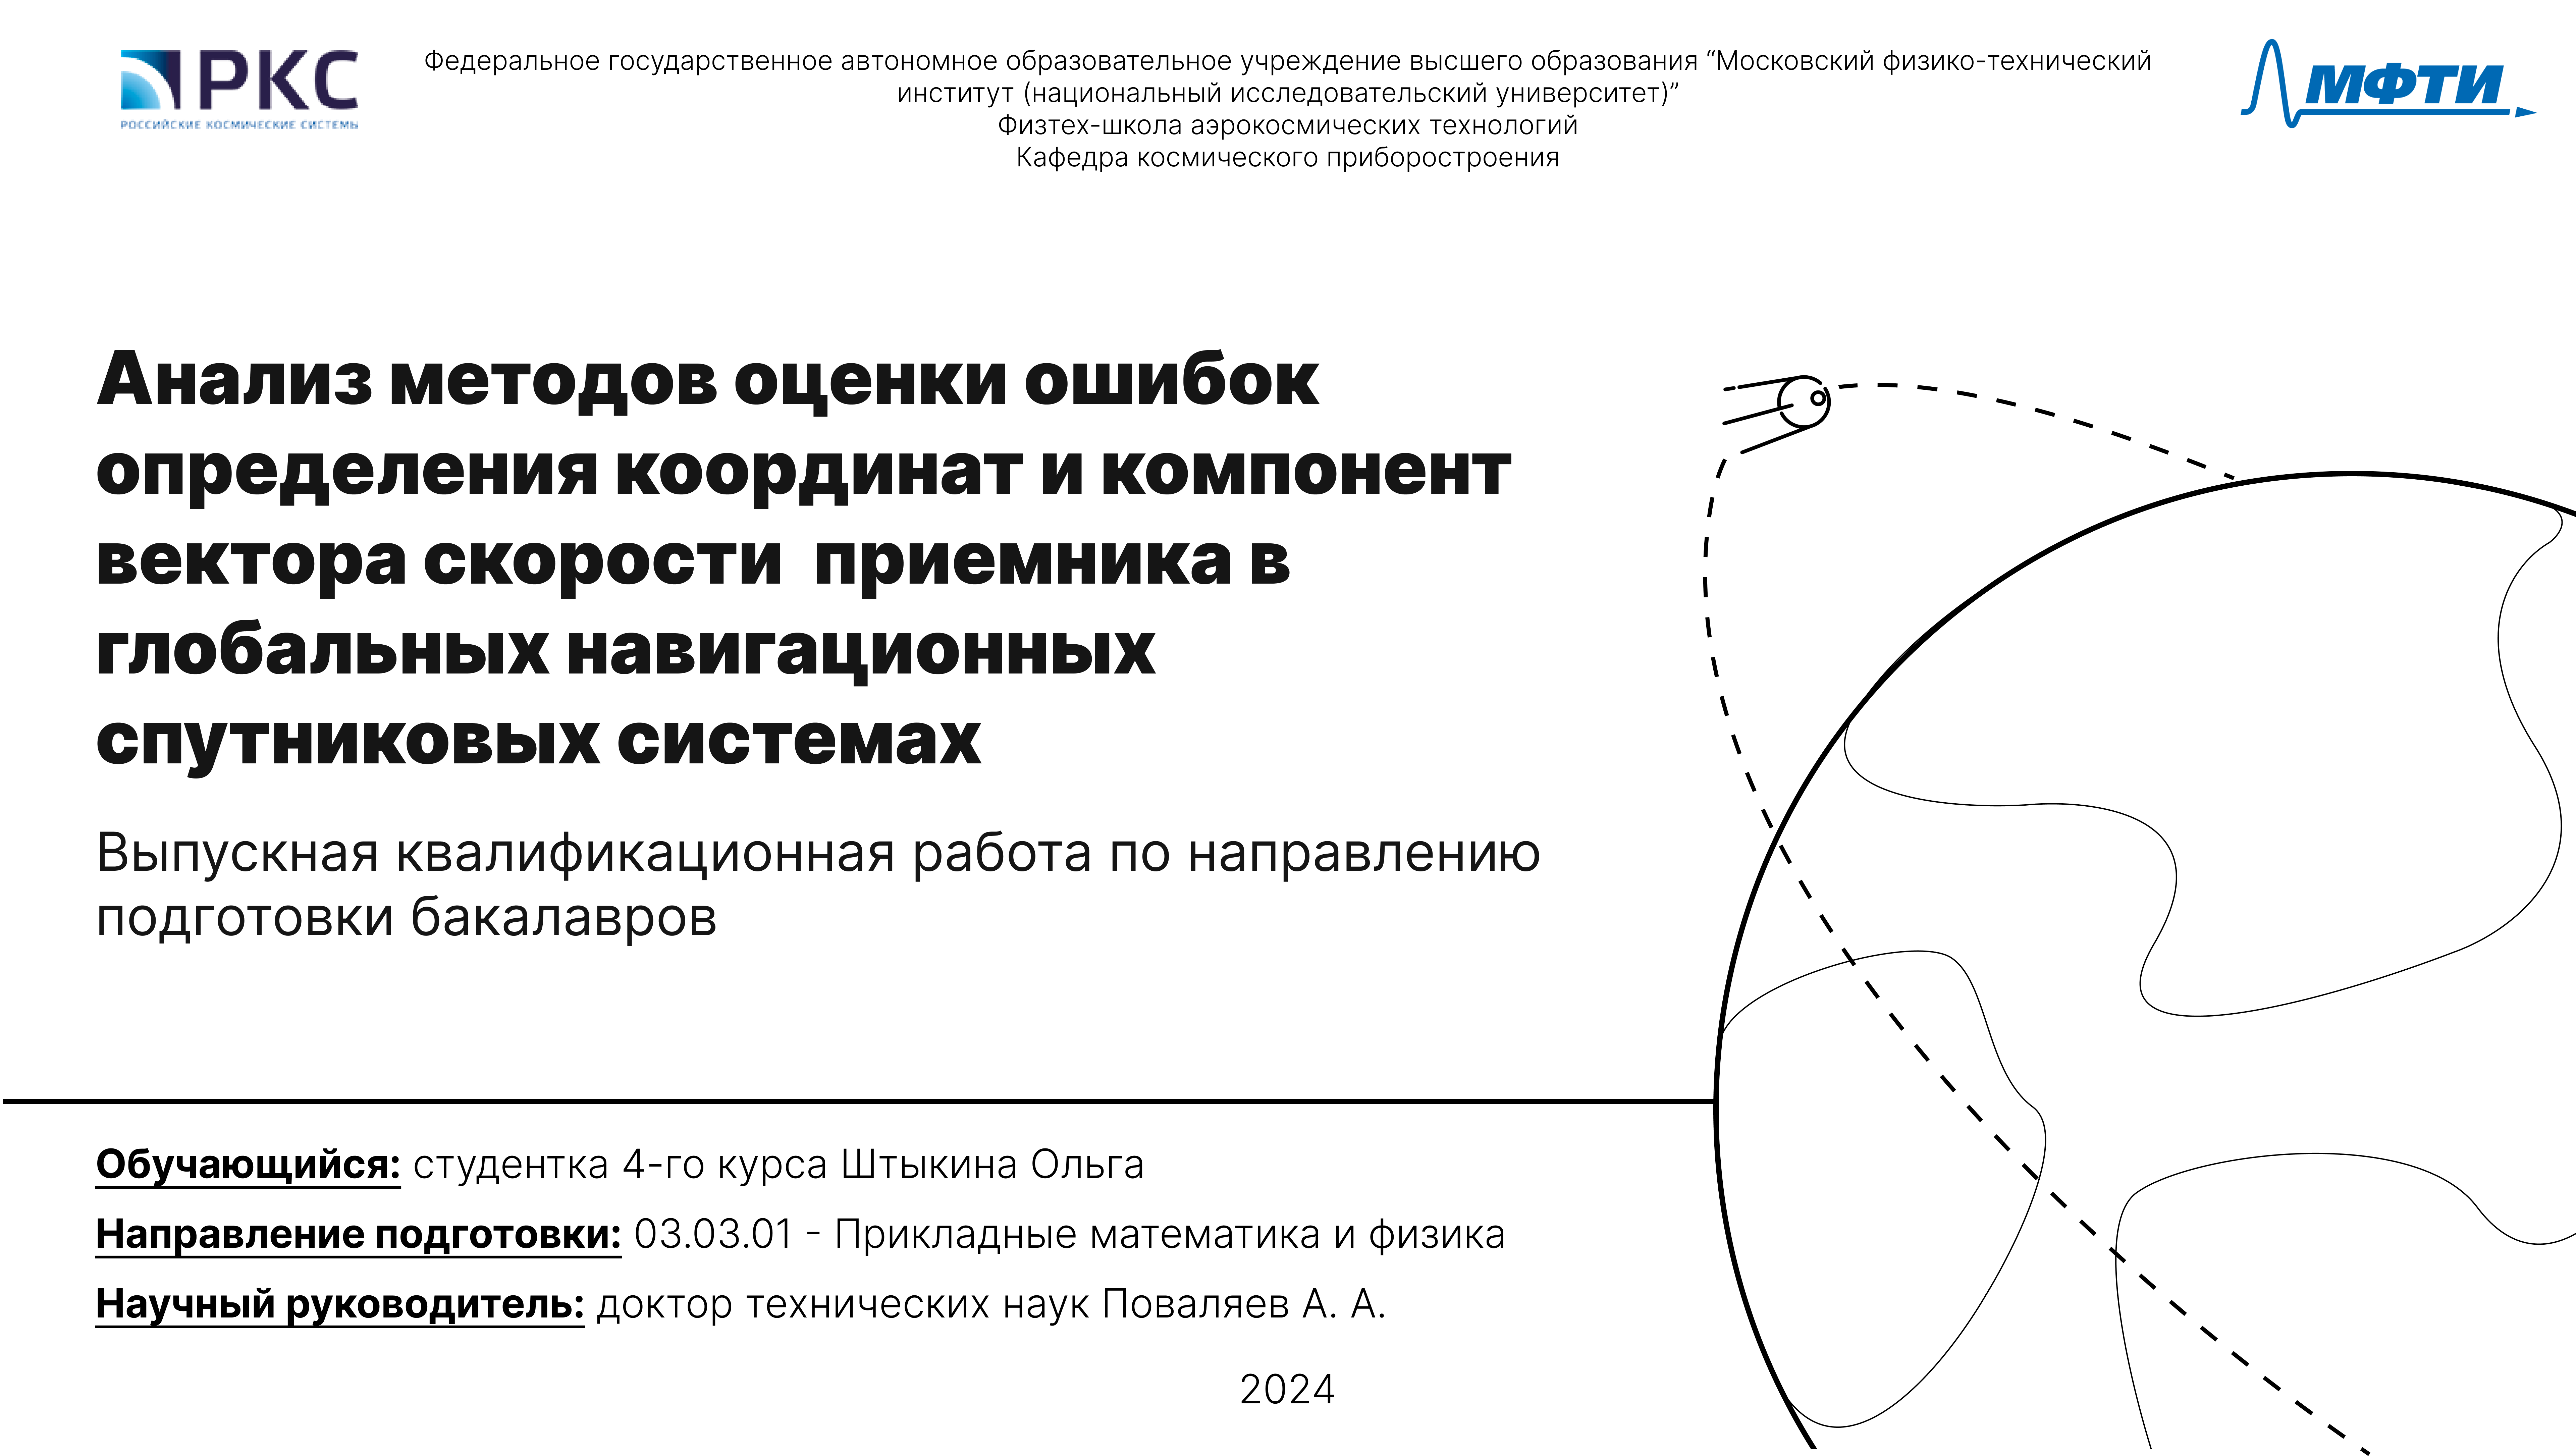 РКС
РОССИЙСКИЕ КОСМИЧЕСКИЕ СИСТЕМЫ
Федеральное государственное автономное образовательное учреждение высшего образования “Московский физико-технический
институт (национальный исследовательский университет)”
Физтех-школа аэрокосмических технологий
Кафедра космического приборостроения
МФТИ
Анализ методов оценки ошибок
определения координат и компонент
вектора скорости  приемника в
глобальных навигационных
спутниковых системах
Выпускная квалификационная работа по направлению
подготовки бакалавров
Обучающийся: студентка 4-го курса Штыкина Ольга
Направление подготовки: 03.03.01 - Прикладные математика и физика
Научный руководитель: доктор технических наук Поваляев А. А.
2024